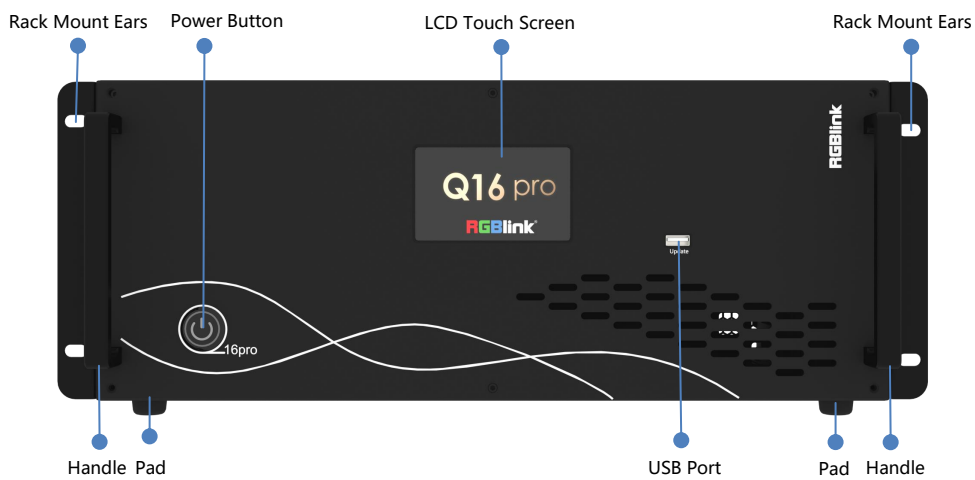 Rack Mount Ears Power Button LCD Touch Screen Rack Mount Ears
RGBlink
Q16 pro
RGBlink®
Update
16pro
Handle Pad USB Port Pad Handle